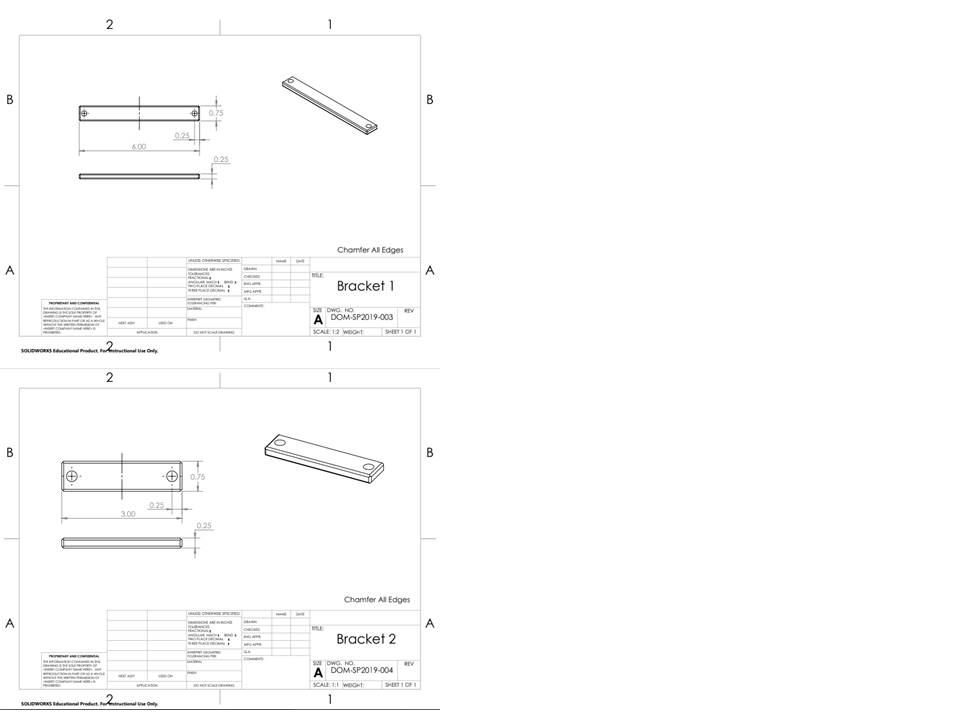 2 1
B B
0.75
0.25
6.00
0.25
Chamfer All Edges
A A
UNLESS OTHERWISE SPECIFIED:
NAME DATE
DIMENSIONS ARE IN INCHES
TOLERANCES:
FRACTIONAL ±
ANGULAR: MACH ± BEND ±
TWO PLACE DECIMAL ±
THREE PLACE DECIMAL ±
DRAWN
CHECKED
ENG APPR.
MFG APPR.
Q.A.
COMMENTS:
TITLE:
Bracket 1
INTERPRET GEOMETRIC
TOLERANCING PER:
MATERIAL
FINISH
PROPRIETARY AND CONFIDENTIAL
THE INFORMATION CONTAINED IN THIS
DRAWING IS THE SOLE PROPERTY OF
<INSERT COMPANY NAME HERE>. ANY
REPRODUCTION IN PART OR AS A WHOLE
WITHOUT THE WRITTEN PERMISSION OF
<INSERT COMPANY NAME HERE> IS
PROHIBITED.
NEXT ASSY USED ON
APPLICATION DO NOT SCALE DRAWING
SIZE DWG. NO. REV
A DOM-SP2019-003
SCALE: 1:2 WEIGHT: SHEET 1 OF 1
2 1
SOLIDWORKS Educational Product. For Instructional Use Only.
2 1
B B
0.75
0.25
3.00
0.25
Chamfer All Edges
A A
UNLESS OTHERWISE SPECIFIED:
NAME DATE
DIMENSIONS ARE IN INCHES
TOLERANCES:
FRACTIONAL ±
ANGULAR: MACH ± BEND ±
TWO PLACE DECIMAL ±
THREE PLACE DECIMAL ±
DRAWN
CHECKED
ENG APPR.
MFG APPR.
Q.A.
COMMENTS:
TITLE:
Bracket 2
INTERPRET GEOMETRIC
TOLERANCING PER:
MATERIAL
FINISH
PROPRIETARY AND CONFIDENTIAL
THE INFORMATION CONTAINED IN THIS
DRAWING IS THE SOLE PROPERTY OF
<INSERT COMPANY NAME HERE>. ANY
REPRODUCTION IN PART OR AS A WHOLE
WITHOUT THE WRITTEN PERMISSION OF
<INSERT COMPANY NAME HERE> IS
PROHIBITED.
NEXT ASSY USED ON
APPLICATION DO NOT SCALE DRAWING
SIZE DWG. NO. REV
A DOM-SP2019-004
SCALE: 1:1 WEIGHT: SHEET 1 OF 1
2 1
SOLIDWORKS Educational Product. For Instructional Use Only.